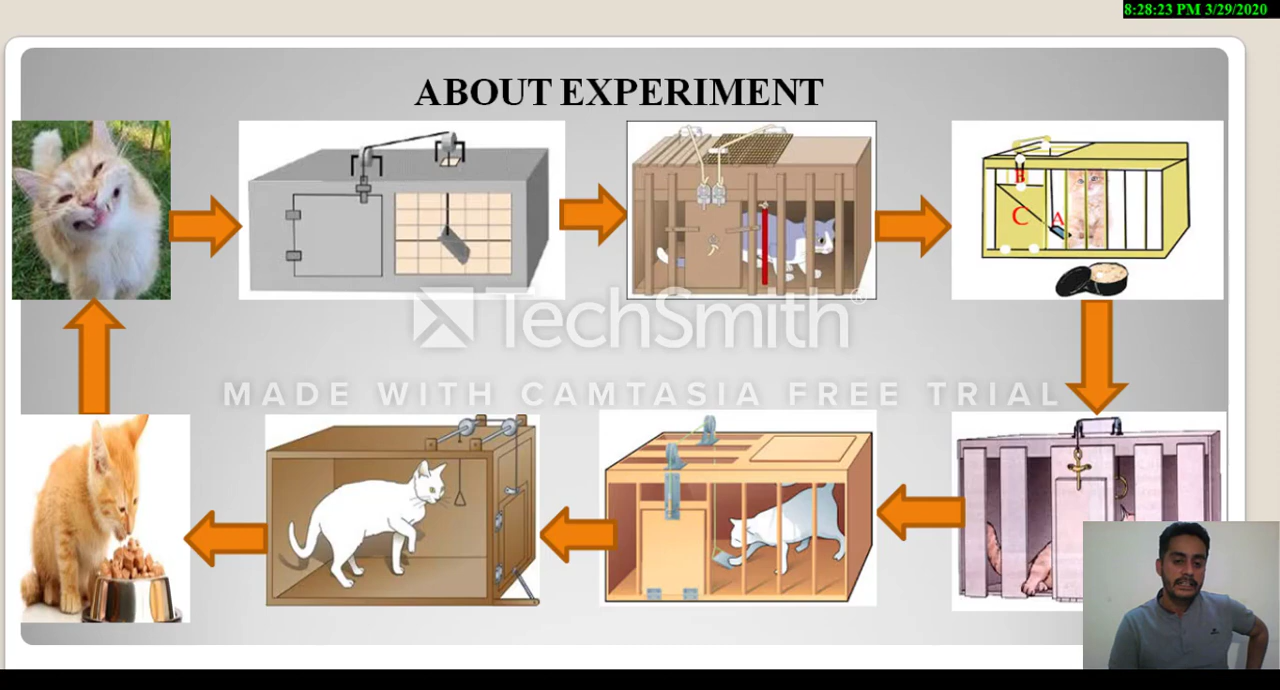 8:28:23 PM 3/29/2020
ABOUT EXPERIMENT
B
C A
TechSmith®
MADE WITH CAMTASIA FREE TRIAL